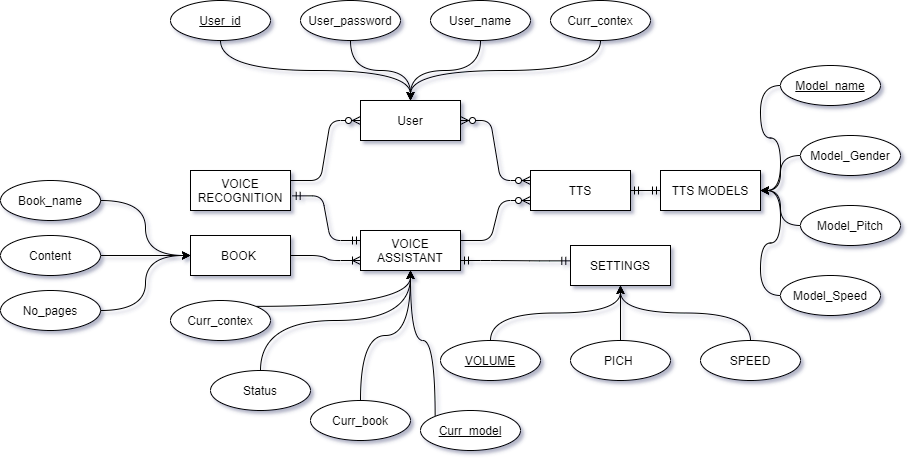 User_id
User_password
User_name
Curr_contex
Model_name
User
Model_Gender
VOICE
RECOGNITION
TTS
TTS MODELS
Book_name
Model_Pitch
VOICE
ASSISTANT
BOOK
Content
SETTINGS
Model_Speed
No_pages
Curr_contex
VOLUME
PICH
SPEED
Status
Curr_book
Curr_model